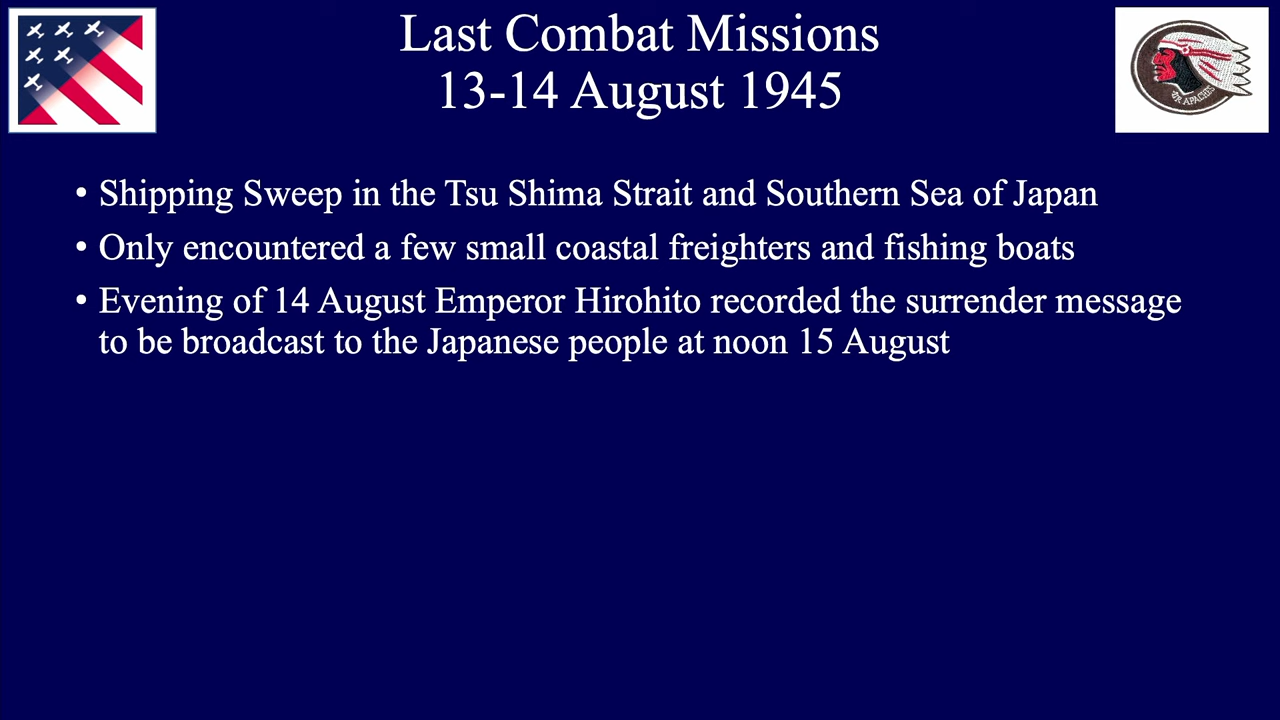 Last Combat Missions
13-14 August 1945
• Shipping Sweep in the Tsu Shima Strait and Southern Sea of Japan
• Only encountered a few small coastal freighters and fishing boats
• Evening of 14 August Emperor Hirohito recorded the surrender message
to be broadcast to the Japanese people at noon 15 August
APACHES